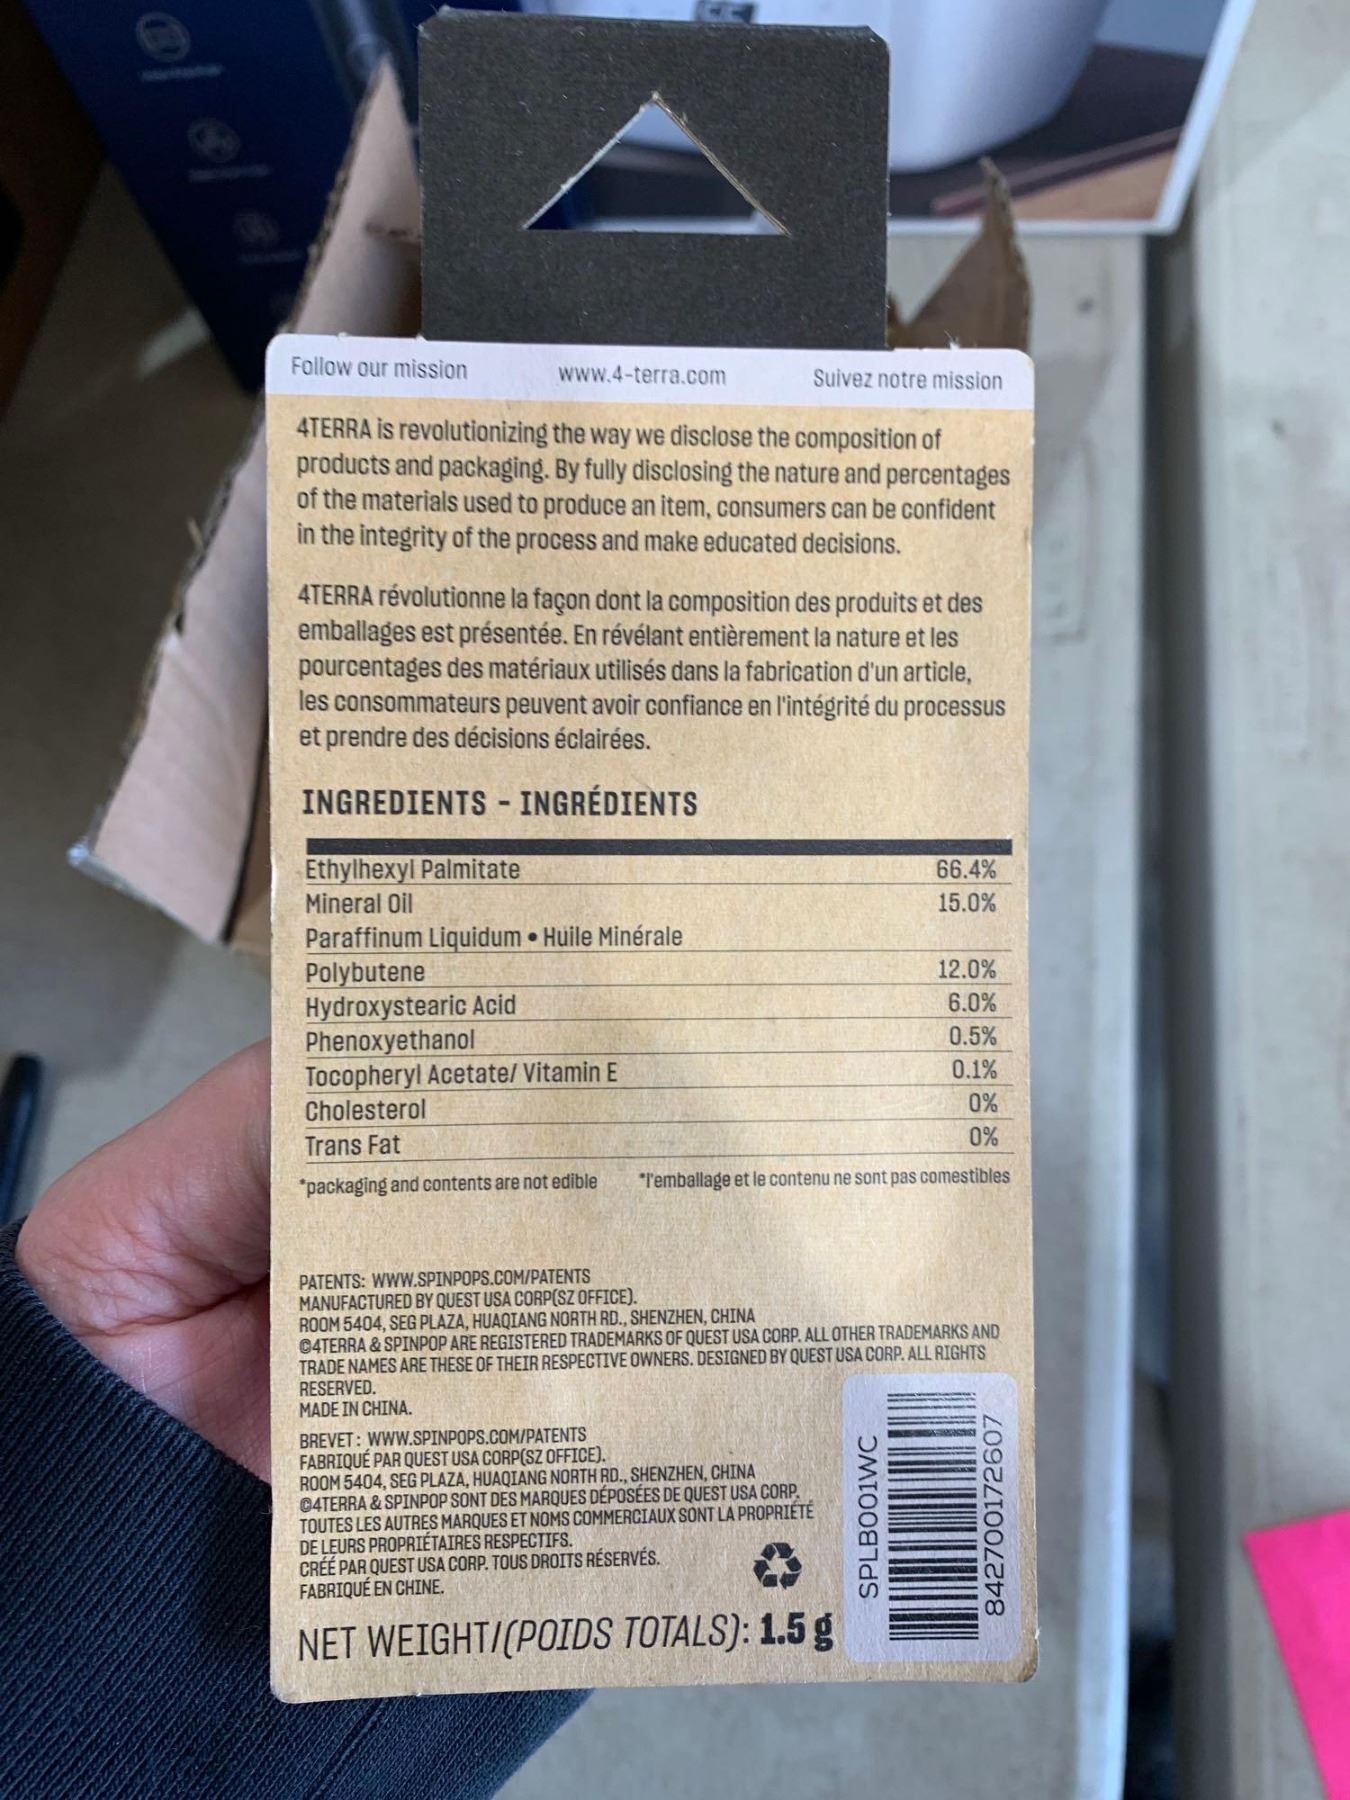 Follow our mission www.4-terra.com Suivez notre mission
4TERRA is revolutionizing the way we disclose the composition of
products and packaging. By fully disclosing the nature and percentages
of the materials used to produce an item, consumers can be confident
in the integrity of the process and make educated decisions.
4TERRA révolutionne la façon dont la composition des produits et des
emballages est présentée. En révélant entièrement la nature et les
pourcentages des matériaux utilisés dans la fabrication d'un article,
les consommateurs peuvent avoir confiance en l'intégrité du processus
et prendre des décisions éclairées.
INGREDIENTS - INGRÉDIENTS
Ethylhexyl Palmitate 66.4%
Mineral Oil 15.0%
Paraffinum Liquidum • Huile Minérale
Polybutene 12.0%
Hydroxystearic Acid 6.0%
Phenoxyethanol 0.5%
Tocopheryl Acetate/ Vitamin E 0.1%
Cholesterol 0%
Trans Fat 0%
*packaging and contents are not edible *l'emballage et le contenu ne sont pas comestibles
PATENTS: WWW.SPINPOPS.COM/PATENTS
MANUFACTURED BY QUEST USA CORP(SZ OFFICE).
ROOM 5404, SEG PLAZA, HUAQIANG NORTH RD., SHENZHEN, CHINA
©4TERRA & SPINPOP ARE REGISTERED TRADEMARKS OF QUEST USA CORP. ALL OTHER TRADEMARKS AND
TRADE NAMES ARE THESE OF THEIR RESPECTIVE OWNERS. DESIGNED BY QUEST USA CORP. ALL RIGHTS
RESERVED.
MADE IN CHINA.
BREVET : WWW.SPINPOPS.COM/PATENTS
FABRIQUÉ PAR QUEST USA CORP(SZ OFFICE).
ROOM 5404, SEG PLAZA, HUAQIANG NORTH RD., SHENZHEN, CHINA
©4TERRA & SPINPOP SONT DES MARQUES DÉPOSÉES DE QUEST USA CORP.
TOUTES LES AUTRES MARQUES ET NOMS COMMERCIAUX SONT LA PROPRIÉTÉ
DE LEURS PROPRIÉTAIRES RESPECTIFS.
CRÉÉ PAR QUEST USA CORP. TOUS DROITS RÉSERVÉS.
FABRIQUÉ EN CHINE.
NET WEIGHT/(POIDS TOTALS): 1.5 g
SPLB001WC
842700172607